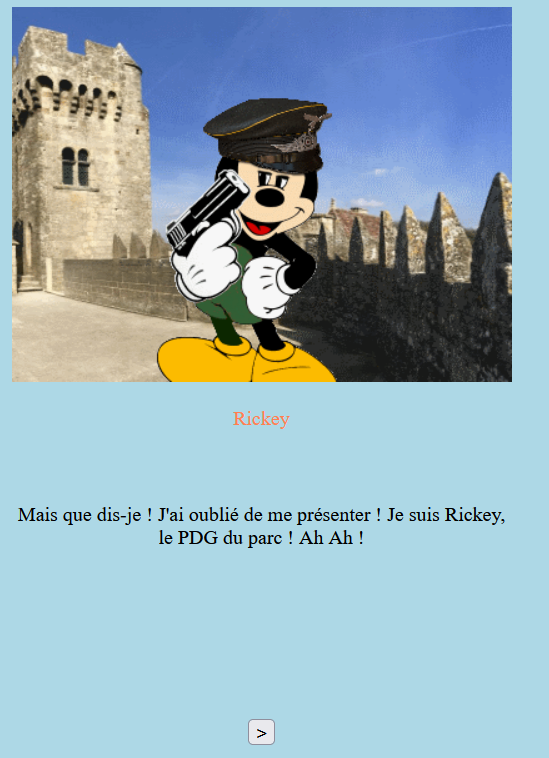 Rickey
Mais que dis-je ! J'ai oublié de me présenter ! Je suis Rickey,
le PDG du parc ! Ah Ah !
>